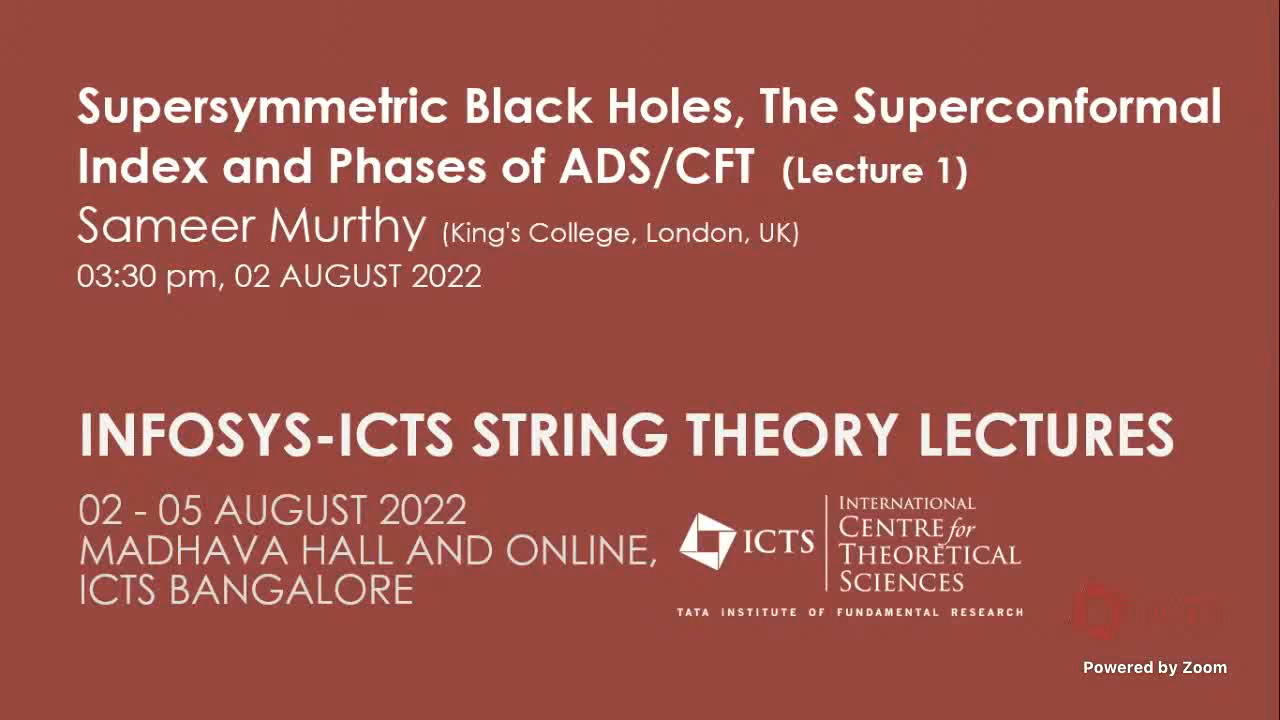 Supersymmetric Black Holes, The Superconformal
Index and Phases of ADS/CFT (Lecture 1)
Sameer Murthy (King's College, London, UK)
03:30 pm, 02 AUGUST 2022
INFOSYS-ICTS STRING THEORY LECTURES
02 - 05 AUGUST 2022
MADHAVA HALL AND ONLINE,
ICTS BANGALORE
ICTS
INTERNATIONAL
CENTRE for
THEORETICAL
SCIENCES
TATA INSTITUTE OF FUNDAMENTAL RESEARCH
Powered by Zoom